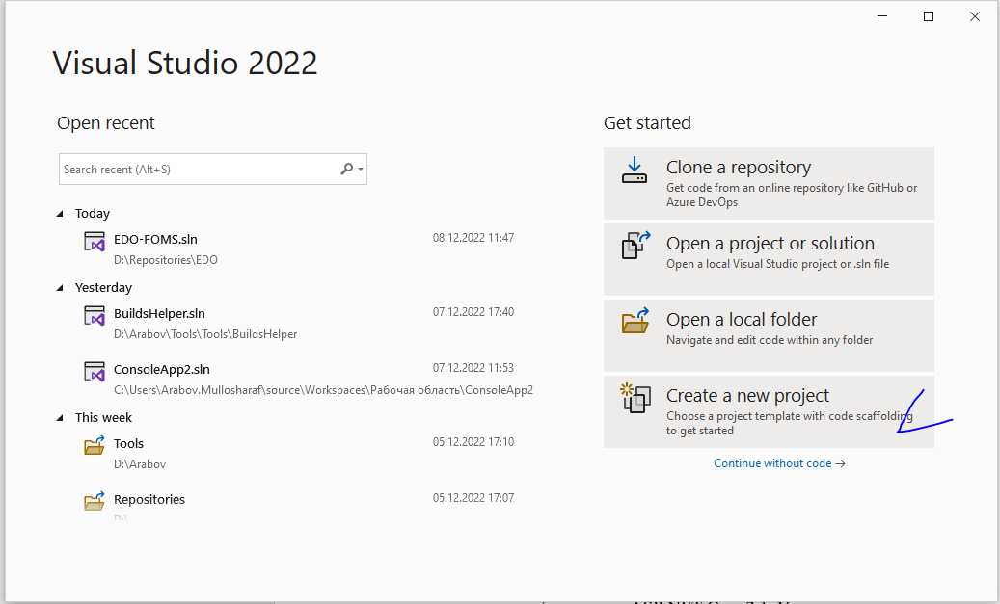 Visual Studio 2022
Open recent
Search recent (Alt+S)
Today
EDO-FOMS.sln 08.12.2022 11:47
D:\Repositories\EDO
Yesterday
BuildsHelper.sln 07.12.2022 17:40
D:\Arabov\Tools\Tools\BuildsHelper
ConsoleApp2.sln 07.12.2022 11:53
C:\Users\Arabov.Mullosharaf\source\Workspaces\Рабочая область\ConsoleApp2
This week
Tools 05.12.2022 17:10
D:\Arabov
Repositories 05.12.2022 17:07
D:\
Get started
Clone a repository
Get code from an online repository like GitHub or
Azure DevOps
Open a project or solution
Open a local Visual Studio project or .sln file
Open a local folder
Navigate and edit code within any folder
Create a new project
Choose a project template with code scaffolding
to get started
Continue without code →